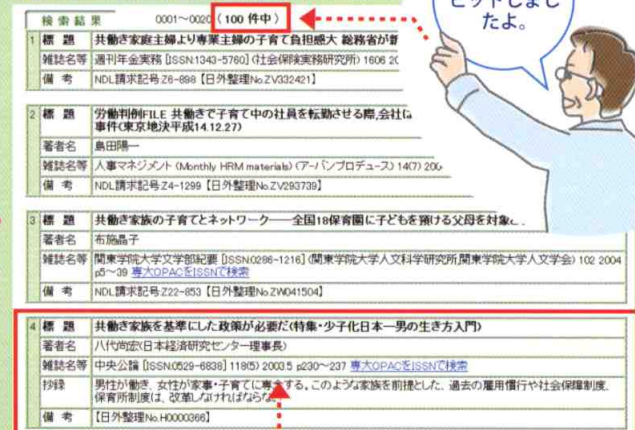 ヒットしまし
たよ。
検索結果 0001〜0020（100 件中）
1 標 題 共働き家庭主婦より専業主婦の子育て負担感大 総務省が
雑誌名等 週刊年金実務 [ISSN:1343-5760] (社会保険実務研究所) 1606
備 考 NDL請求記号:Z6-898 【日外整理No.ZV332421】
2 標 題 労働判例FILE 共働きで子育て中の社員を転勤させる際,会社に
事件(東京地決平成14.12.27)
著者名 島田陽一
雑誌名等 人事マネジメント (Monthly HRM materials) (アーバンプロデュース) 14(7)
備 考 NDL請求記号:Z4-1299 【日外整理No.ZV293739】
3 標 題 共働き家族の子育てとネットワーク――全国18保育園に子どもを預ける父母を対象
著者名 布施晶子
雑誌名等 関東学院大学文学部紀要 [ISSN:0286-1216] (関東学院大学人文科学研究所,関東学院大学人文学会) 102 2004
p5〜39 専大OPACをISSNで検索
備 考 NDL請求記号:Z22-853 【日外整理No.ZW041504】
4 標 題 共働き家族を基準にした政策が必要だ(特集・少子化日本―男の生き方入門)
著者名 八代尚宏(日本経済研究センター理事長)
雑誌名等 中央公論 [ISSN:0529-6838] 118(5) 2003.5 p230〜237 専大OPACをISSNで検索
抄録 男性が働き、女性が家事・子育てに専念する。このような家族を前提とした、過去の雇用慣行や社会保障制度、
保育所制度は、改革しなければならな
備 考 【日外整理No.H0000366】